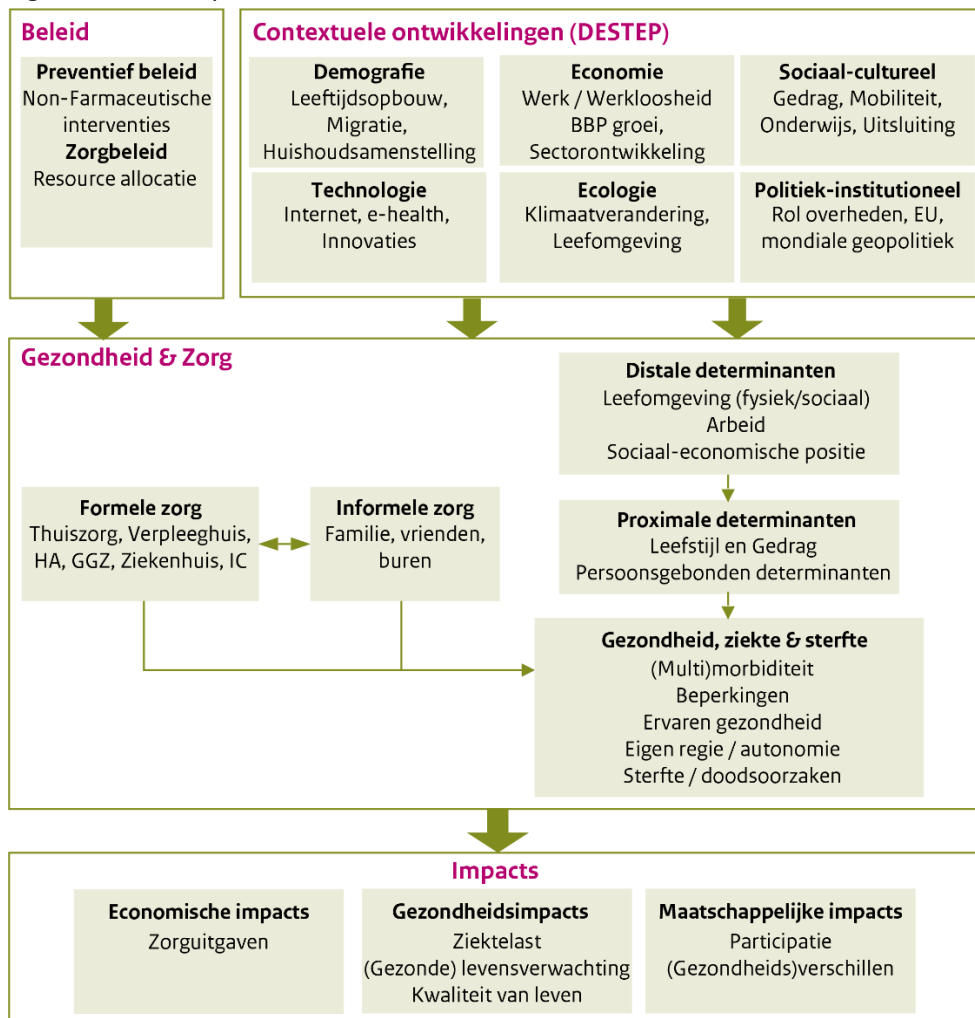 Beleid
Preventief beleid
Non-Farmaceutische
interventies
Zorgbeleid
Resource allocatie
Contextuele ontwikkelingen (DESTEP)
Demografie
Leeftijdsopbouw,
Migratie,
Huishoudsamenstelling
Economie
Werk / Werkloosheid
BBP groei,
Sectorontwikkeling
Sociaal-cultureel
Gedrag, Mobiliteit,
Onderwijs, Uitsluiting
Technologie
Internet, e-health,
Innovaties
Ecologie
Klimaatverandering,
Leefomgeving
Politiek-institutioneel
Rol overheden, EU,
mondiale geopolitiek
Gezondheid & Zorg
Distale determinanten
Leefomgeving (fysiek/sociaal)
Arbeid
Sociaal-economische positie
Formele zorg
Thuiszorg, Verpleeghuis,
HA, GGZ, Ziekenhuis, IC
Informele zorg
Familie, vrienden,
buren
Proximale determinanten
Leefstijl en Gedrag
Persoonsgebonden determinanten
Gezondheid, ziekte & sterfte
(Multi)morbiditeit
Beperkingen
Ervaren gezondheid
Eigen regie / autonomie
Sterfte / doodsoorzaken
Impacts
Economische impacts
Zorguitgaven
Gezondheidsimpacts
Ziektelast
(Gezonde) levensverwachting
Kwaliteit van leven
Maatschappelijke impacts
Participatie
(Gezondheids)verschillen